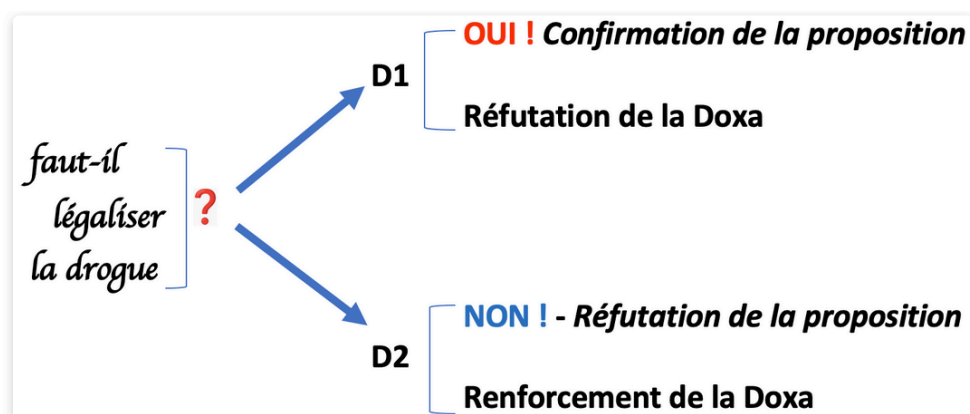 faut-il
légaliser
la drogue
?
D1
OUI ! Confirmation de la proposition
Réfutation de la Doxa
D2
NON ! - Réfutation de la proposition
Renforcement de la Doxa